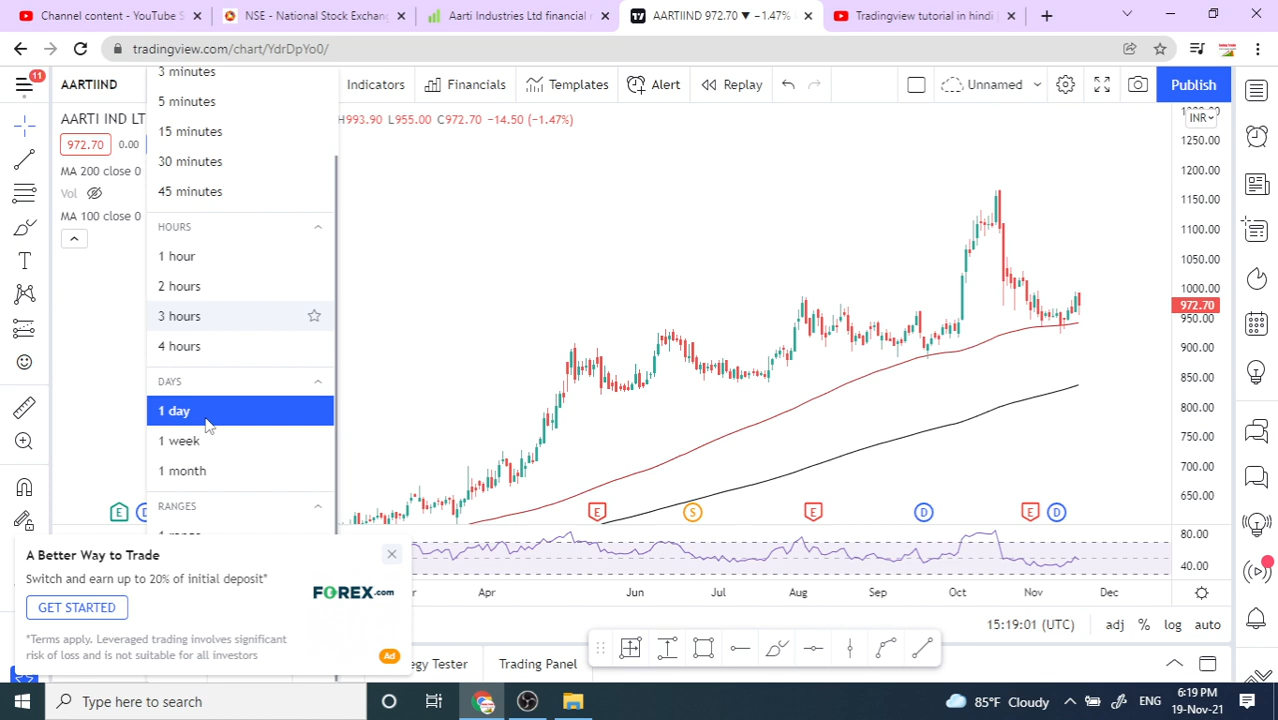 Channel content - YouTube S
NSE - National Stock Exchan
Aarti Industries Ltd financial r
AARTIIND 972.70 ▼ −1.47%
Tradingview tutorial in hindi
tradingview.com/chart/YdrDpYo0/
11
AARTIIND
Indicators
Financials
Templates
Alert
Replay
Unnamed
Publish
AARTI IND LT
H993.90 L955.00 C972.70 −14.50 (−1.47%)
972.70 0.00
MA 200 close 0
Vol
MA 100 close 0
3 minutes
5 minutes
15 minutes
30 minutes
45 minutes
HOURS
1 hour
2 hours
3 hours
4 hours
DAYS
1 day
1 week
1 month
RANGES
INR
1250.00
1200.00
1150.00
1100.00
1050.00
1000.00
972.70
950.00
900.00
850.00
800.00
750.00
700.00
650.00
80.00
40.00
E D E S E D E D
Apr Jun Jul Aug Sep Oct Nov Dec
A Better Way to Trade
Switch and earn up to 20% of initial deposit*
GET STARTED
FOREX.com
*Terms apply. Leveraged trading involves significant
risk of loss and is not suitable for all investors
Ad
15:19:01 (UTC) adj % log auto
Tester
Trading Panel
Type here to search
85°F Cloudy
ENG
6:19 PM
19-Nov-21